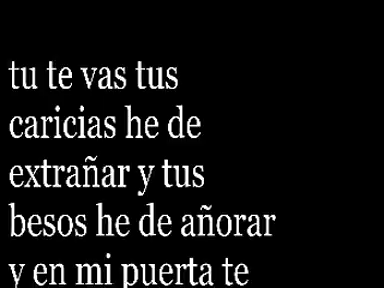 tu te vas tus
caricias he de
extrañar y tus
besos he de añorar
y en mi puerta te